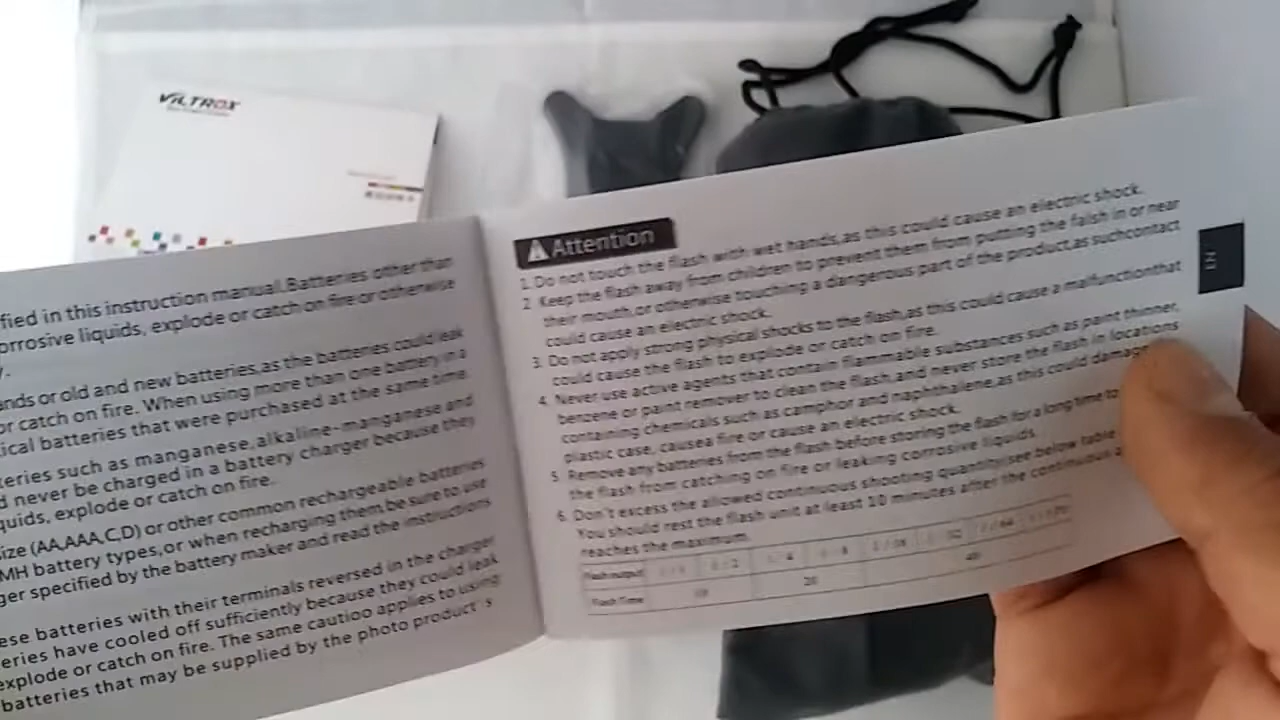 VILTROX
fied in this instruction manual.Batteries other than
orrosive liquids, explode or catch on fire or otherwise
y.
ands or old and new batteries,as the batteries could leak
or catch on fire. When using more than one battery in a
ical batteries that were purchased at the same time.
teries such as manganese,alkaline-manganese and
d never be charged in a battery charger because they
quids, explode or catch on fire.
ize (AA,AAA,C,D) or other common rechargeable batteries
MH battery types,or when recharging them,be sure to use
ger specified by the battery maker and read the instructions
ese batteries with their terminals reversed in the charger
eries have cooled off sufficiently because they could leak
explode or catch on fire. The same cautioo applies to using
batteries that may be supplied by the photo product's
Attention
EN
1. Do not touch the flash with wet hands,as this could cause an electric shock.
2. Keep the flash away from children to prevent them from putting the falsh in or near
their mouth,or otherwise touching a dangerous part of the product,as suchcontact
could cause an electric shock.
3. Do not apply strong physical shocks to the flash,as this could cause a malfunctionthat
could cause the flash to explode or catch on fire.
4. Never use active agents that contain flammable substances such as paint thinner,
benzene or paint remover to clean the flash,and never store the flash in locations
containing chemicals such as camphor and naphthalene,as this could damag
plastic case, causea fire or cause an electric shock.
5. Remove any batteries from the flash before storing the flash for a long time to
the flash from catching on fire or leaking corrosive liquids.
6. Don't excess the allowed continuous shooting quantity(see below table
You should rest the flash unit at least 10 minutes after the continuous
reaches the maximum.
Flash output 1/4 1/8
Flash Time 20 40